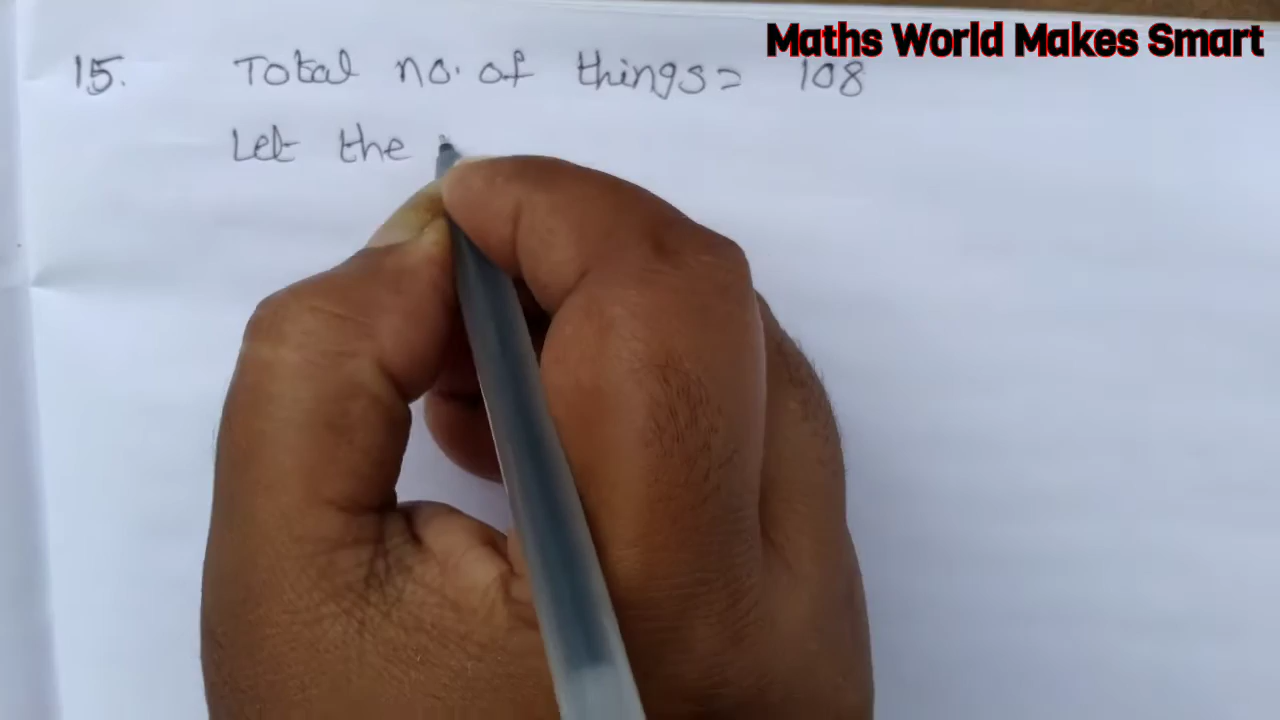 Maths World Makes Smart
15. Total no. of things = 108
Let the